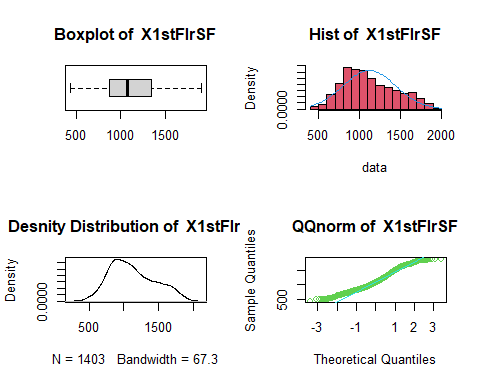 Boxplot of X1stFlrSF
500 1000 1500
Hist of X1stFlrSF
Density
0.0000
500 1000 1500 2000
data
Desnity Distribution of X1stFlr
Density
0.0000
500 1500
N = 1403 Bandwidth = 67.3
QQnorm of X1stFlrSF
Sample Quantiles
500
-3 -1 1 2 3
Theoretical Quantiles